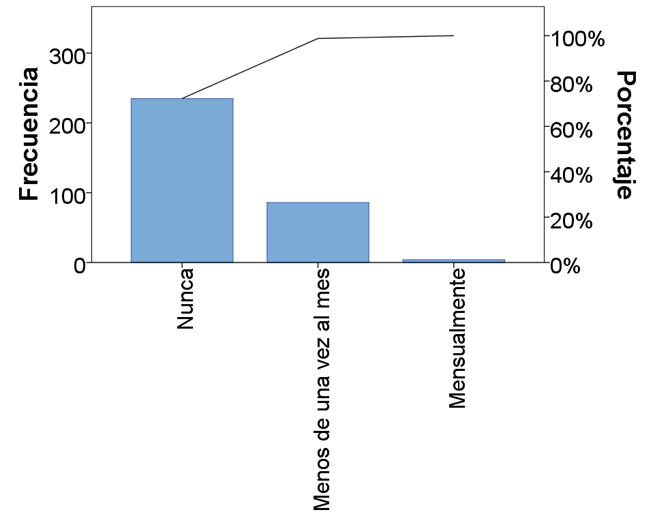 Frecuencia
300
200
100
0
Nunca
Menos de una vez al mes
Mensualmente
100%
80%
60%
40%
20%
0%
Porcentaje